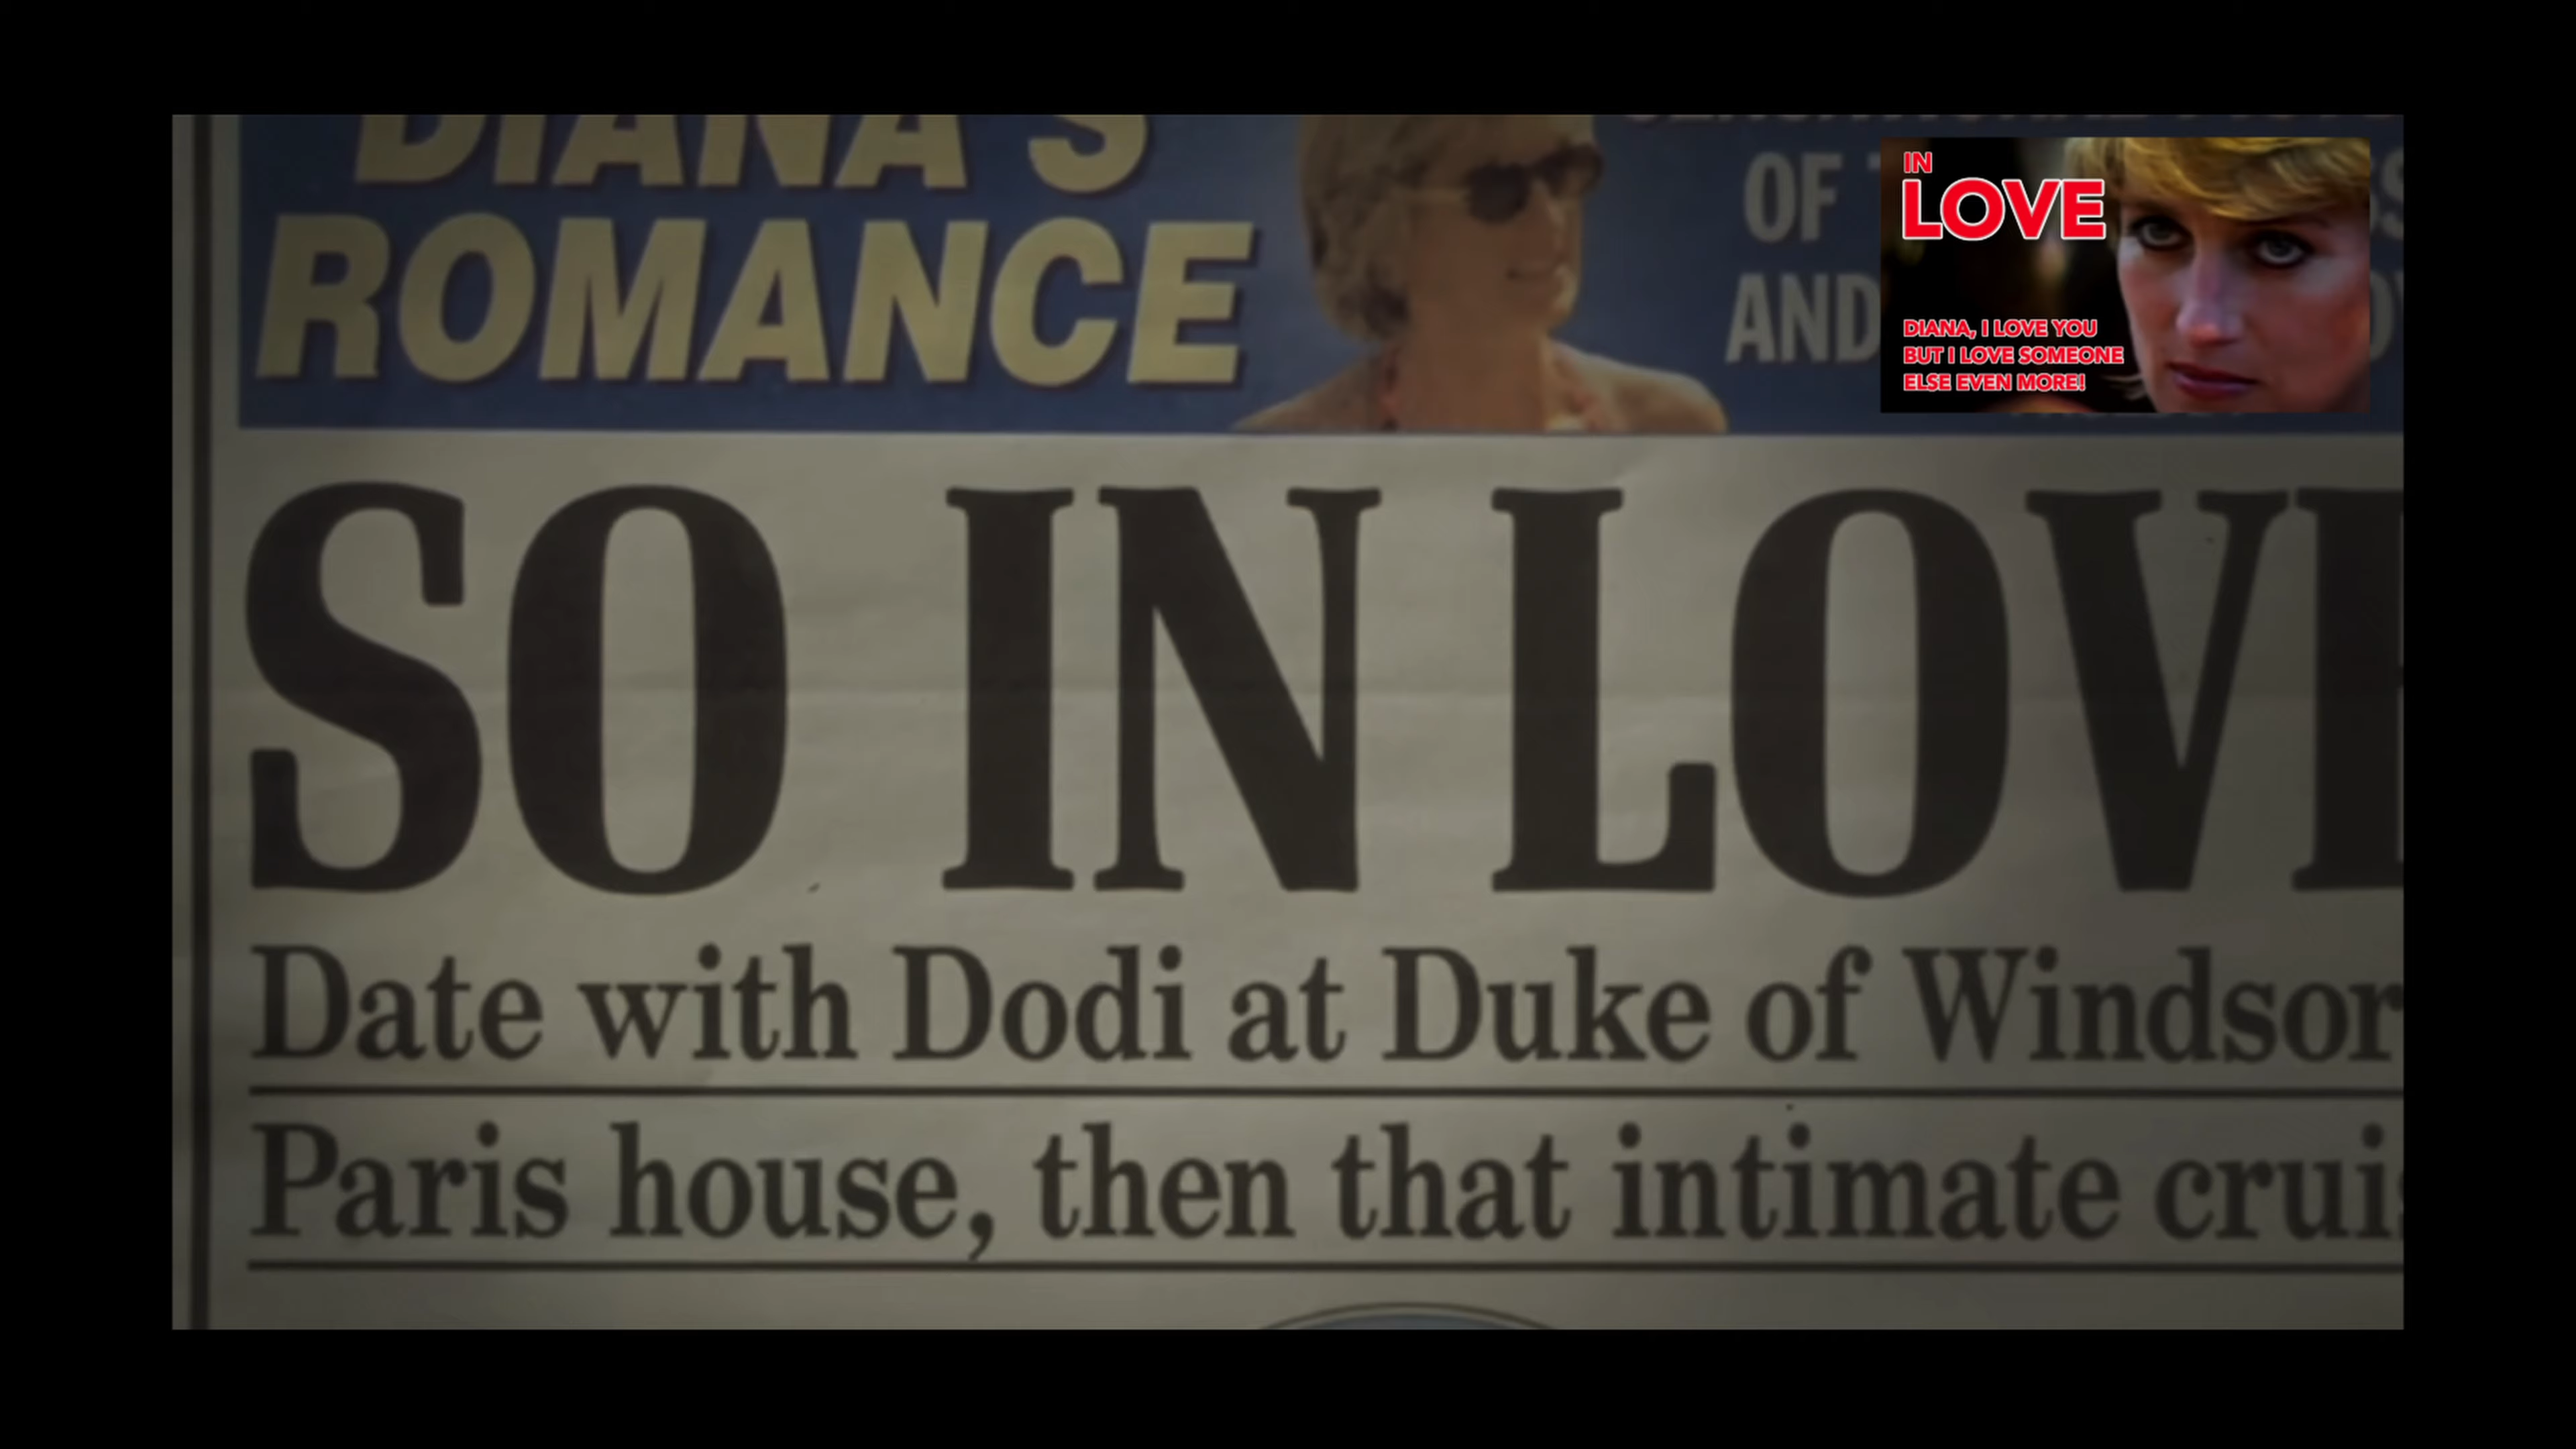 DIANA'S
ROMANCE
OF
AND
IN
LOVE
DIANA, I LOVE YOU
BUT I LOVE SOMEONE
ELSE EVEN MORE!
SO IN LOVE
Date with Dodi at Duke of Windsor
Paris house, then that intimate crui